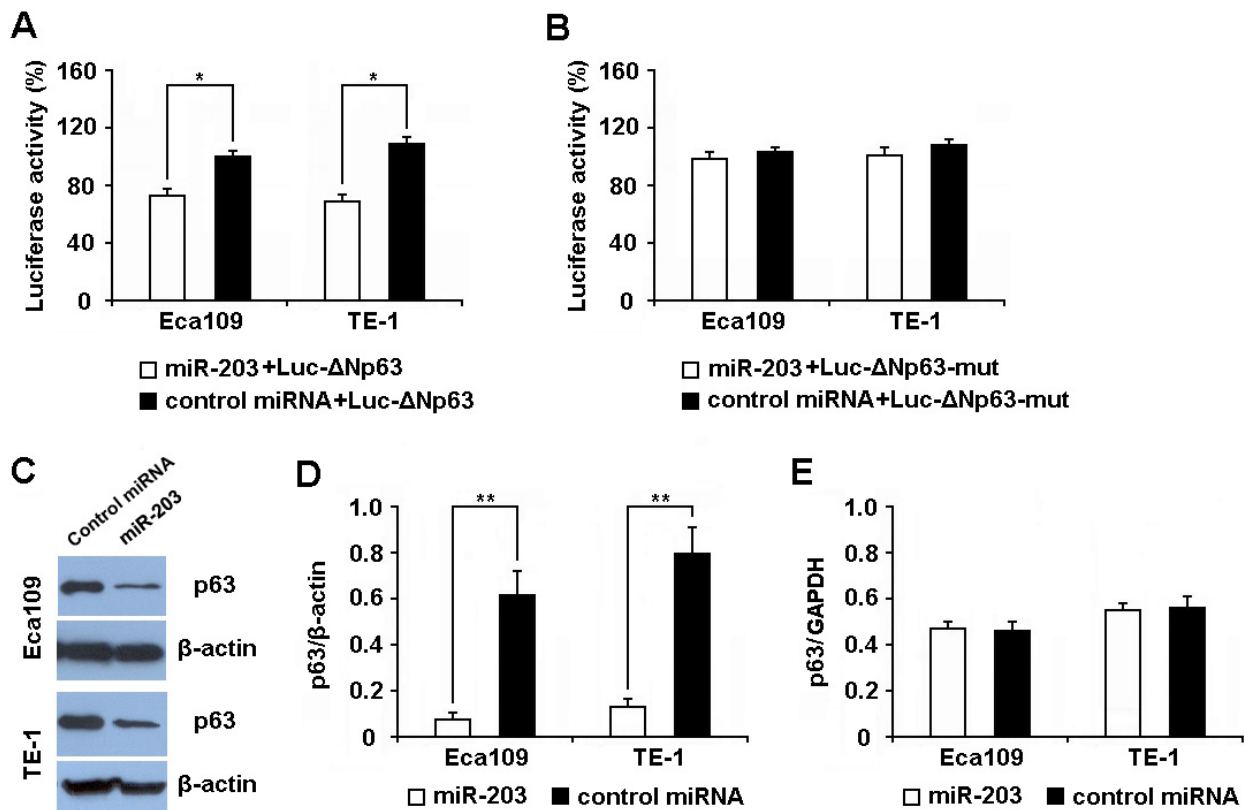 A
Luciferase activity (%)
160
120
80
40
0
*
*
Eca109
TE-1
miR-203+Luc-ΔNp63
control miRNA+Luc-ΔNp63
B
Luciferase activity (%)
160
120
80
40
0
Eca109
TE-1
miR-203+Luc-ΔNp63-mut
control miRNA+Luc-ΔNp63-mut
C
Control miRNA
miR-203
Eca109
p63
β-actin
TE-1
p63
β-actin
D
p63/β-actin
1.0
0.8
0.6
0.4
0.2
0
**
**
Eca109
TE-1
miR-203
control miRNA
E
p63/GAPDH
1.0
0.8
0.6
0.4
0.2
0
Eca109
TE-1
miR-203
control miRNA